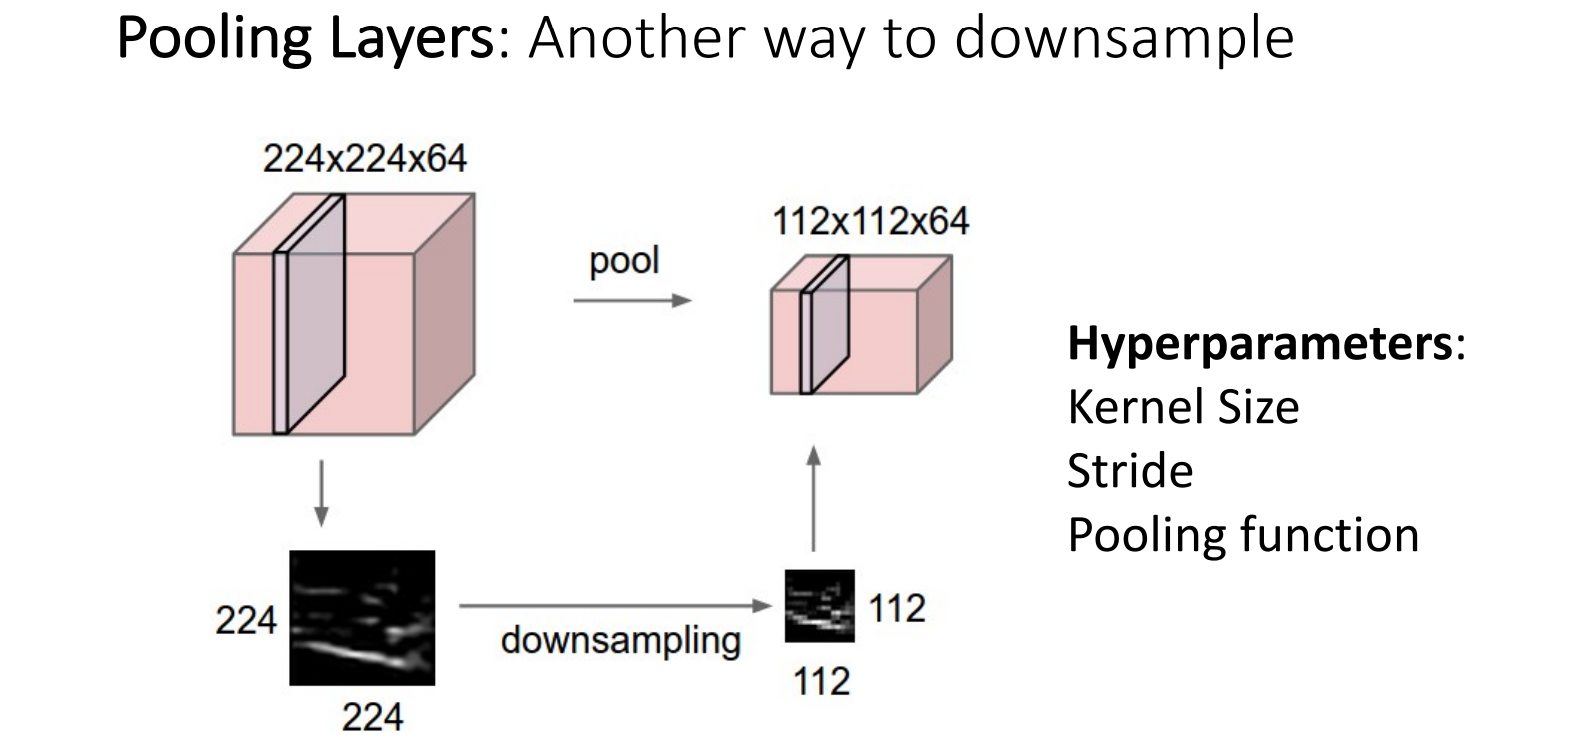 Pooling Layers: Another way to downsample
224x224x64
112x112x64
pool
Hyperparameters:
Kernel Size
Stride
Pooling function
224
224
downsampling
112
112